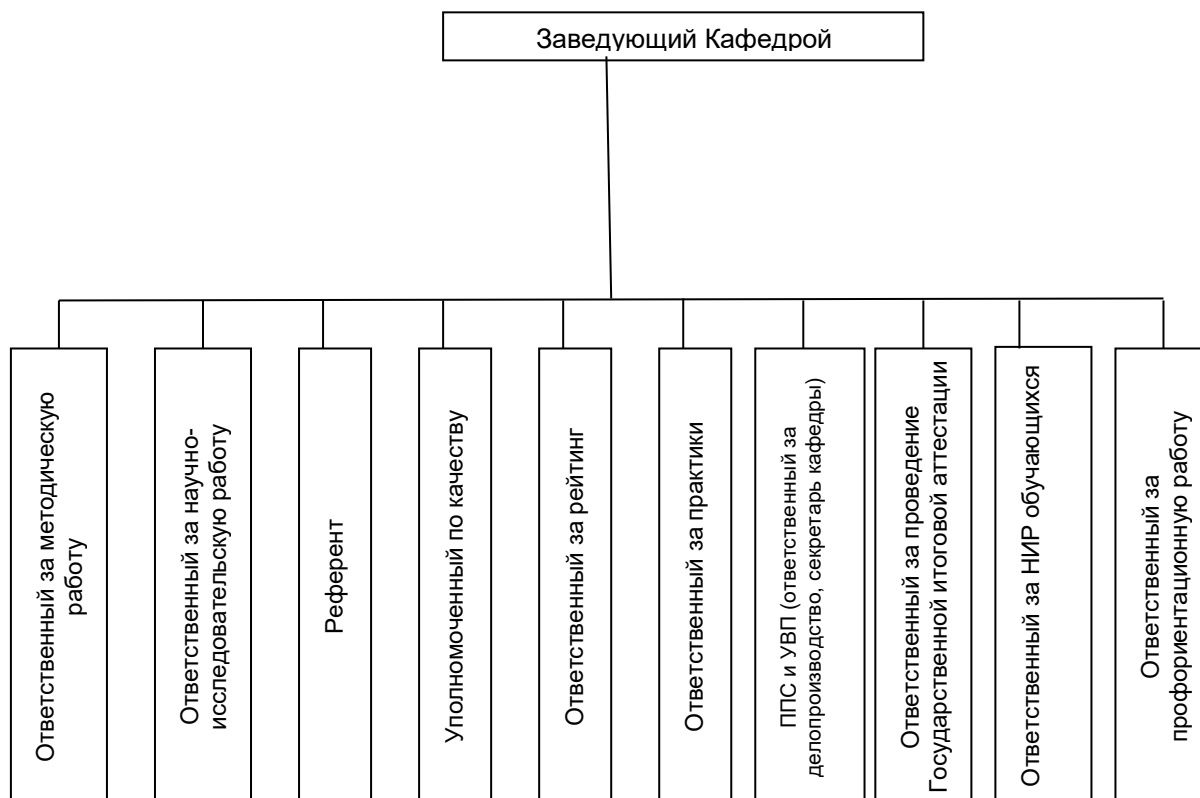 Заведующий Кафедрой
Ответственный за методическую
работу
Ответственный за научно-
исследовательскую работу
Референт
Уполномоченный по качеству
Ответственный за рейтинг
Ответственный за практики
ППС и УВП (ответственный за
делопроизводство, секретарь кафедры)
Ответственный за проведение
Государственной итоговой аттестации
Ответственный за НИР обучающихся
Ответственный за
профориентационную работу